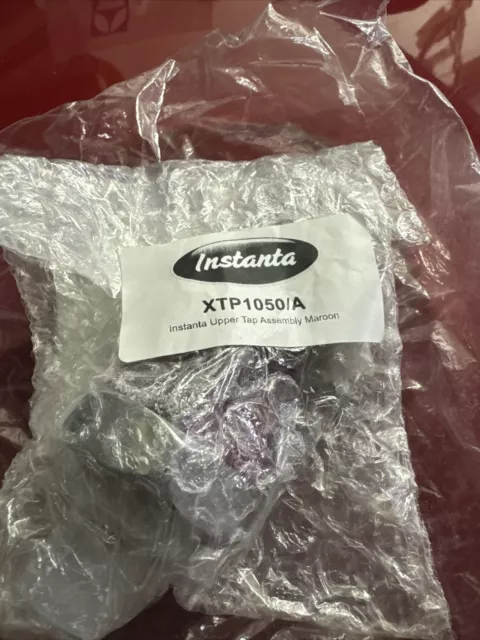 Instanta
XTP1050/A
Instanta Upper Tap Assembly Maroon